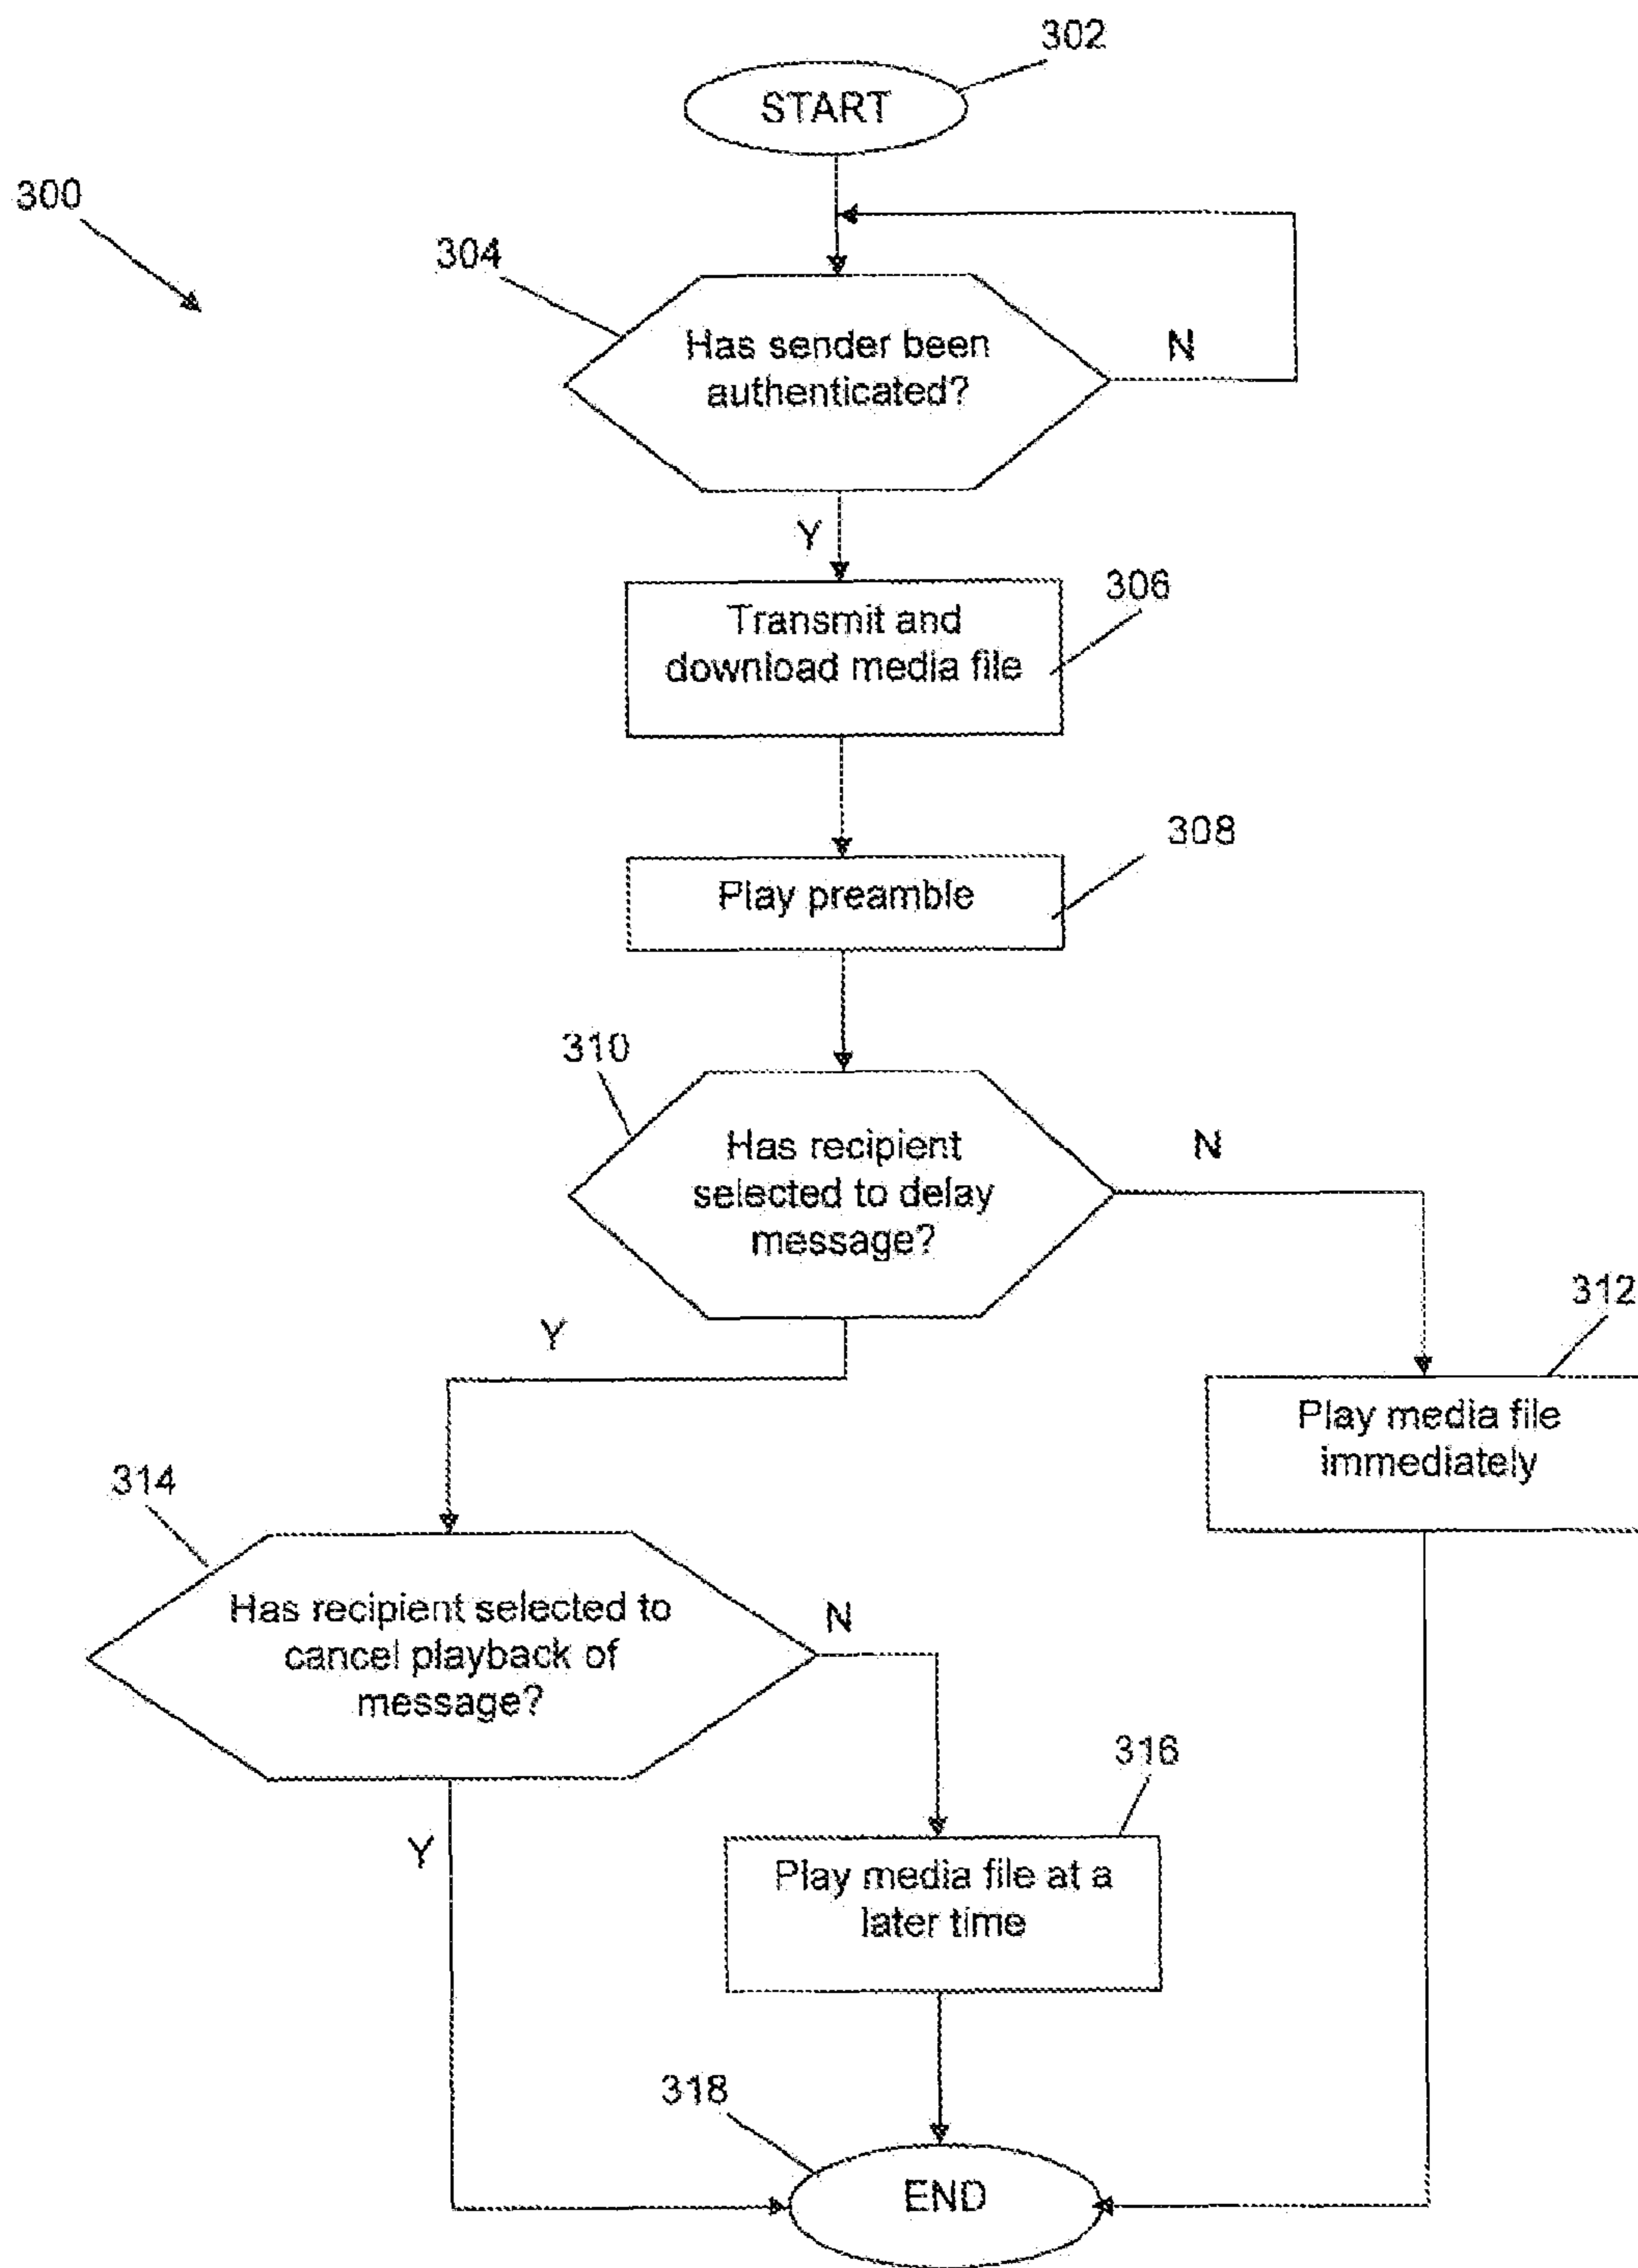 302
START
300
304
Has sender been
authenticated?
N
Y
306
Transmit and
download media file
308
Play preamble
310
Has recipient
selected to delay
message?
N
Y
312
Play media file
immediately
314
Has recipient selected to
cancel playback of
message?
N
Y
316
Play media file at a
later time
318
END